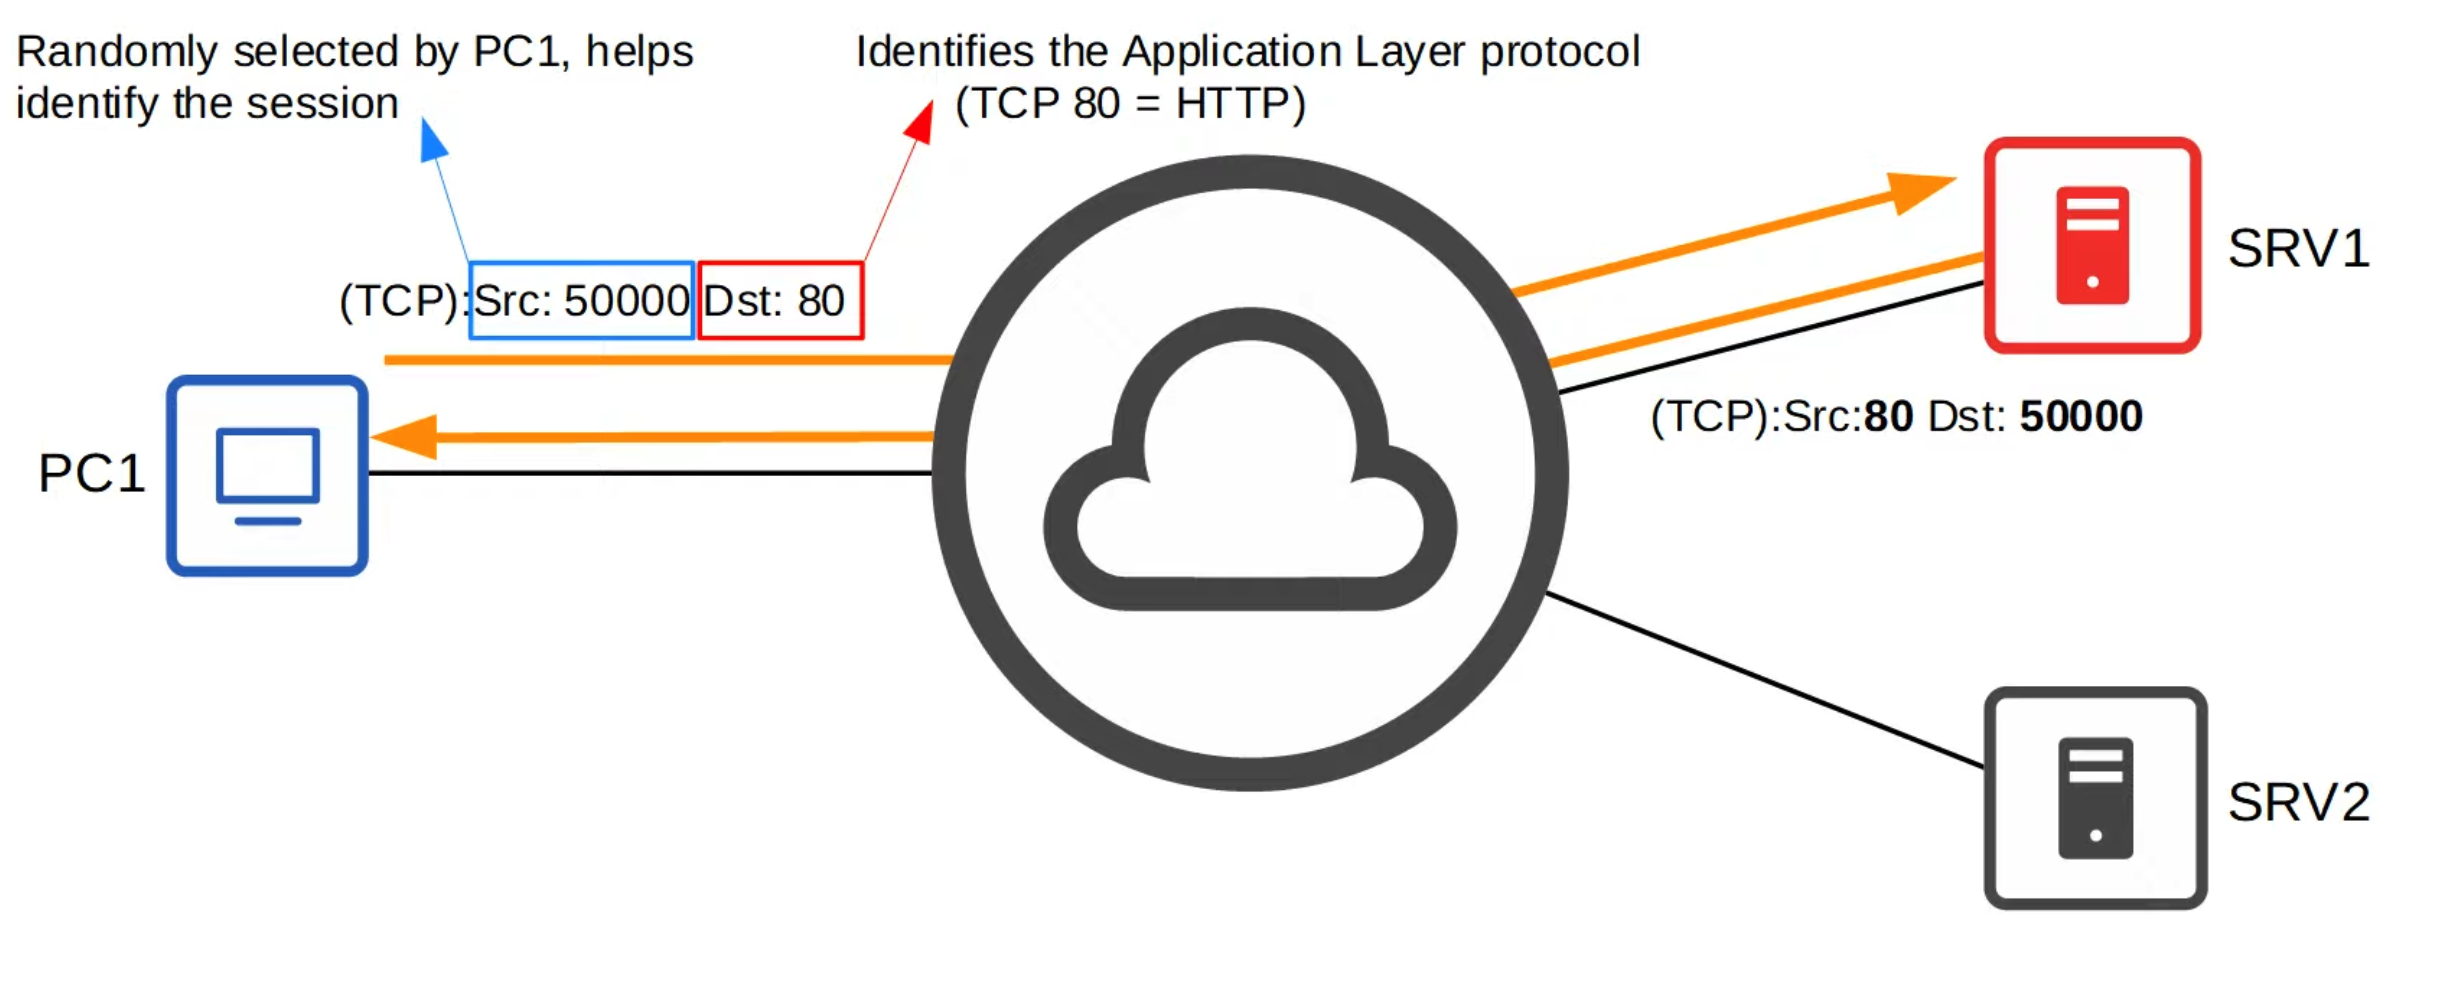 Randomly selected by PC1, helps
identify the session
Identifies the Application Layer protocol
(TCP 80 = HTTP)
(TCP):Src: 50000 Dst: 80
SRV1
(TCP):Src:80 Dst: 50000
PC1
SRV2